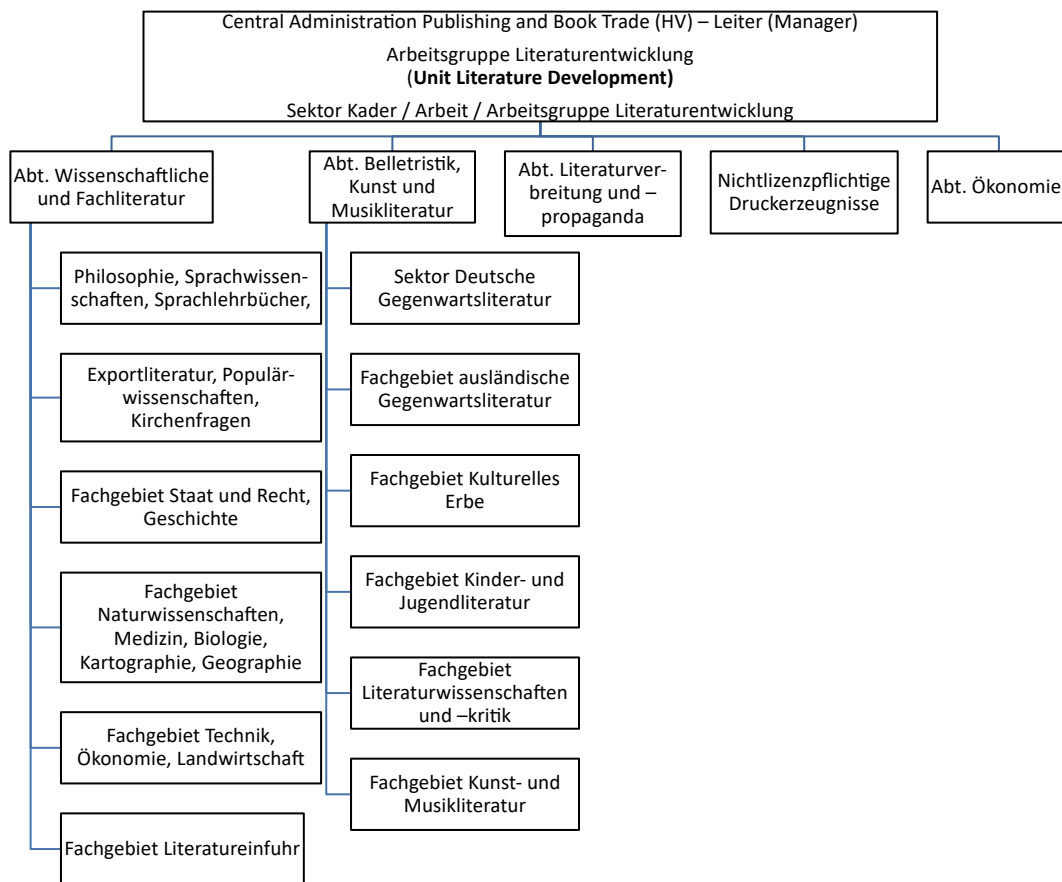 Central Administration Publishing and Book Trade (HV) – Leiter (Manager)
Arbeitsgruppe Literaturentwicklung
(Unit Literature Development)
Sektor Kader / Arbeit / Arbeitsgruppe Literaturentwicklung
Abt. Wissenschaftliche
und Fachliteratur
Abt. Belletristik,
Kunst und
Musikliteratur
Abt. Literaturver-
breitung und –
propaganda
Nichtlizenzpflichtige
Druckerzeugnisse
Abt. Ökonomie
Philosophie, Sprachwissen-
schaften, Sprachlehrbücher,
Exportliteratur, Populär-
wissenschaften,
Kirchenfragen
Fachgebiet Staat und Recht,
Geschichte
Fachgebiet
Naturwissenschaften,
Medizin, Biologie,
Kartographie, Geographie
Fachgebiet Technik,
Ökonomie, Landwirtschaft
Fachgebiet Literatureinfuhr
Sektor Deutsche
Gegenwartsliteratur
Fachgebiet ausländische
Gegenwartsliteratur
Fachgebiet Kulturelles
Erbe
Fachgebiet Kinder- und
Jugendliteratur
Fachgebiet
Literaturwissenschaften
und –kritik
Fachgebiet Kunst- und
Musikliteratur